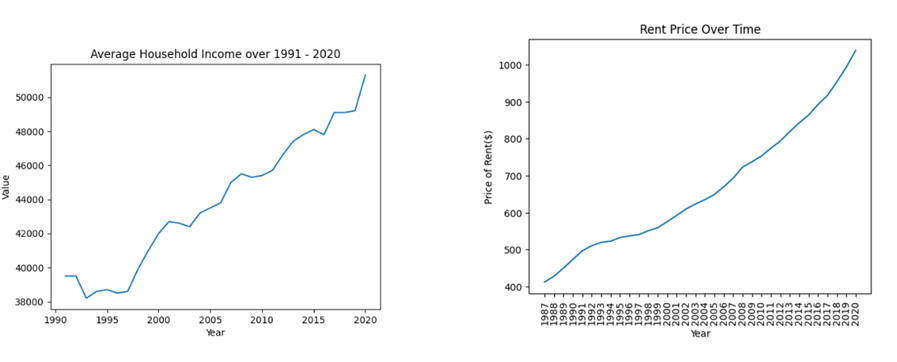 Average Household Income over 1991 - 2020
Value
50000
48000
46000
44000
42000
40000
38000
1990 1995 2000 2005 2010 2015 2020
Year
Rent Price Over Time
Price of Rent($)
1000
900
800
700
600
500
400
1987 1988 1989 1990 1991 1992 1993 1994 1995 1996 1997 1998 1999 2000 2001 2002 2003 2004 2005 2006 2007 2008 2009 2010 2011 2012 2013 2014 2015 2016 2017 2018 2019 2020
Year